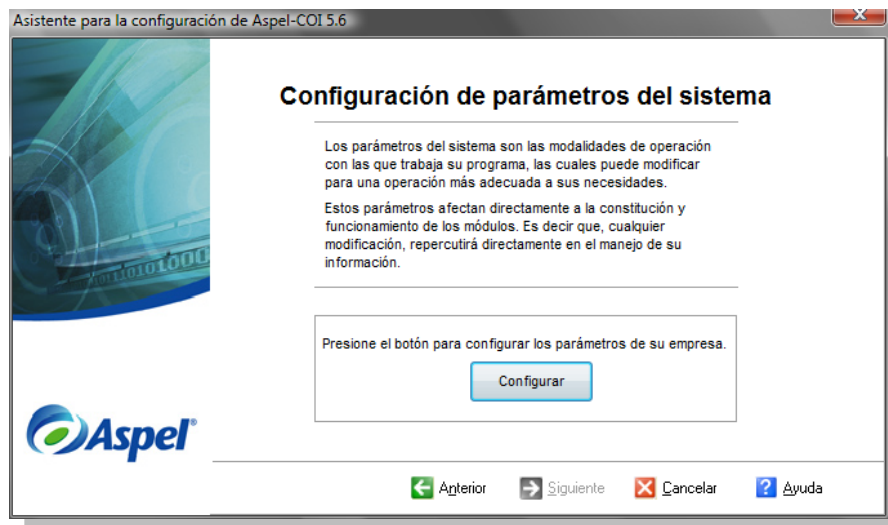 Asistente para la configuración de Aspel-COI 5.6
X
Configuración de parámetros del sistema
Los parámetros del sistema son las modalidades de operación
con las que trabaja su programa, las cuales puede modificar
para una operación más adecuada a sus necesidades.
Estos parámetros afectan directamente a la constitución y
funcionamiento de los módulos. Es decir que, cualquier
modificación, repercutirá directamente en el manejo de su
información.
Presione el botón para configurar los parámetros de su empresa.
Configurar
Aspel®
Anterior Siguiente Cancelar ? Ayuda